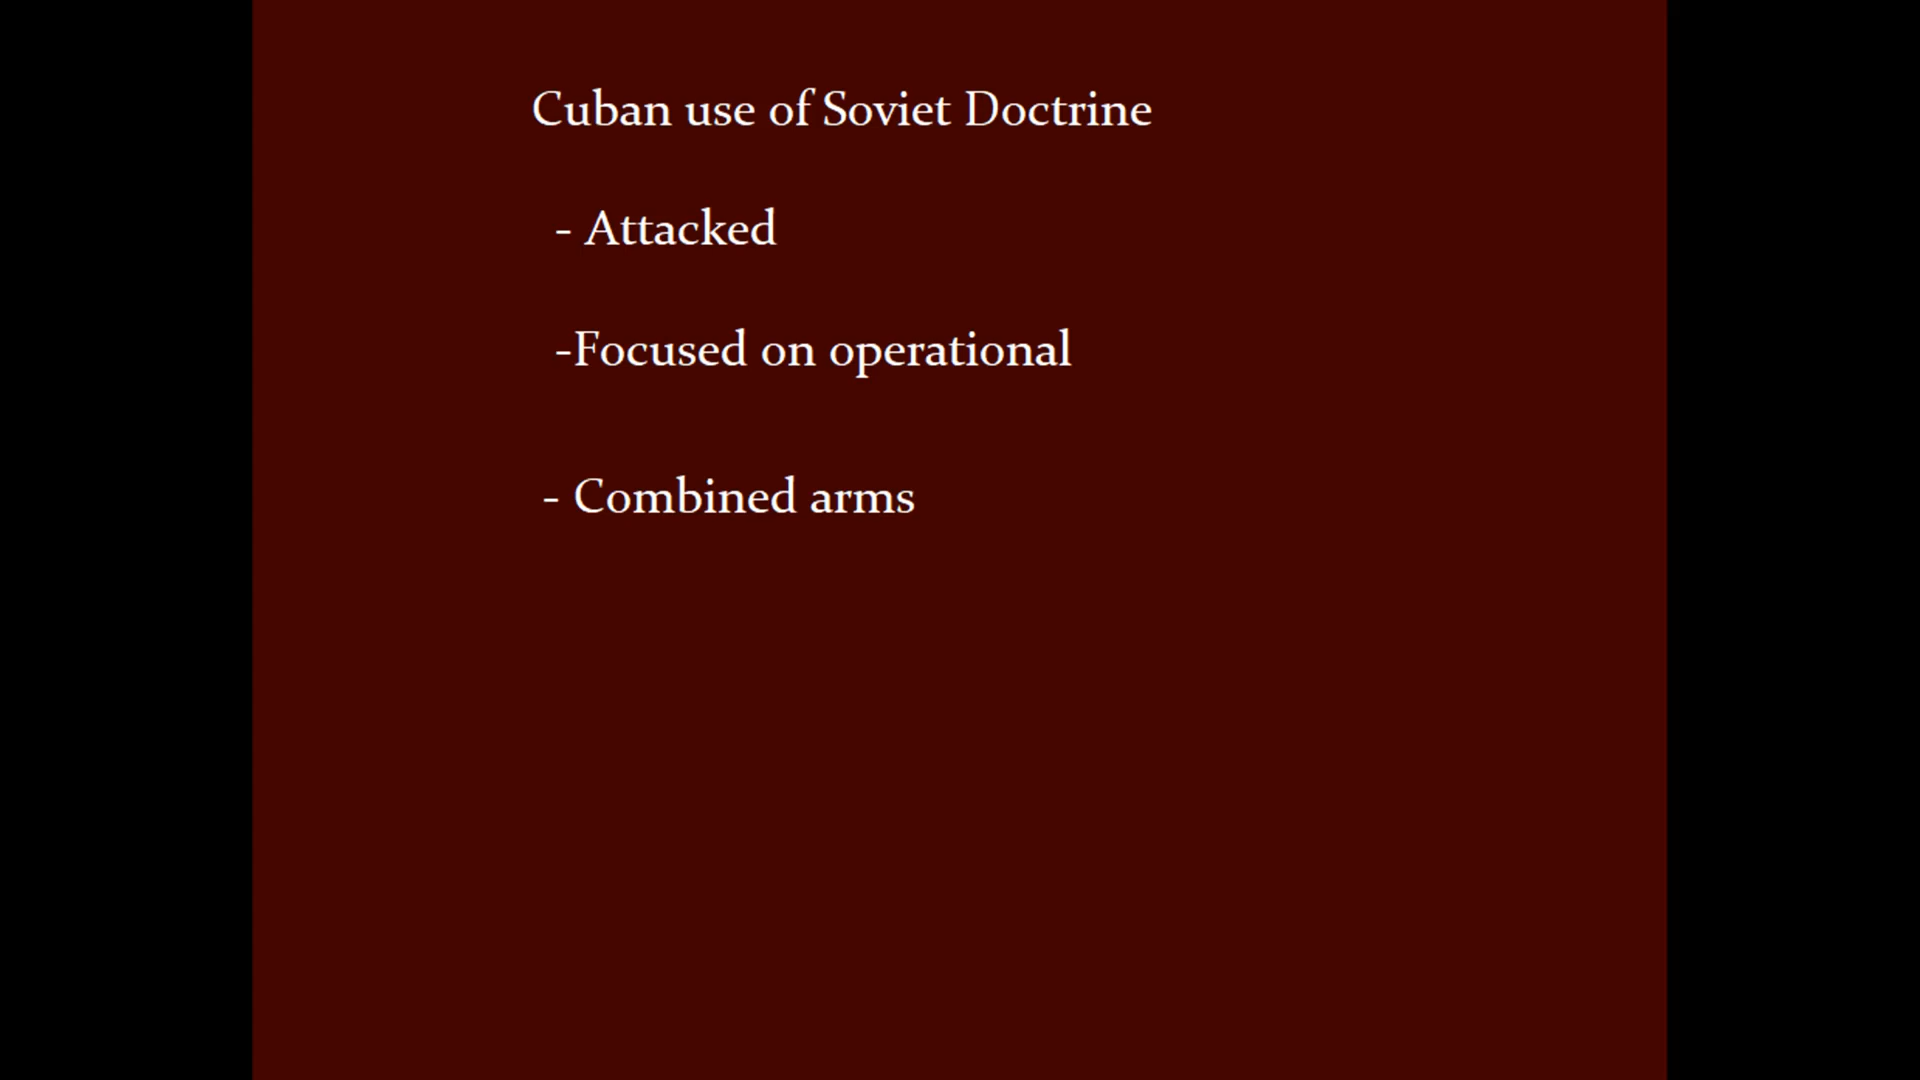 Cuban use of Soviet Doctrine
- Attacked
-Focused on operational
- Combined arms